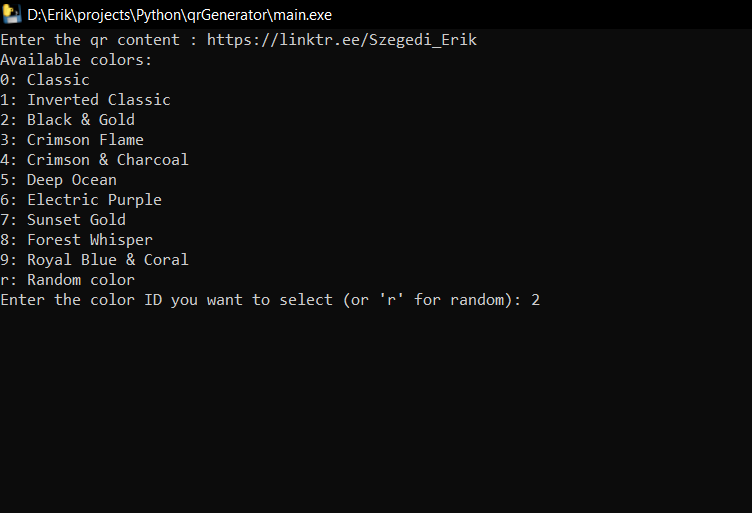 D:\Erik\projects\Python\qrGenerator\main.exe
Enter the qr content : https://linktr.ee/Szegedi_Erik
Available colors:
0: Classic
1: Inverted Classic
2: Black & Gold
3: Crimson Flame
4: Crimson & Charcoal
5: Deep Ocean
6: Electric Purple
7: Sunset Gold
8: Forest Whisper
9: Royal Blue & Coral
r: Random color
Enter the color ID you want to select (or 'r' for random): 2